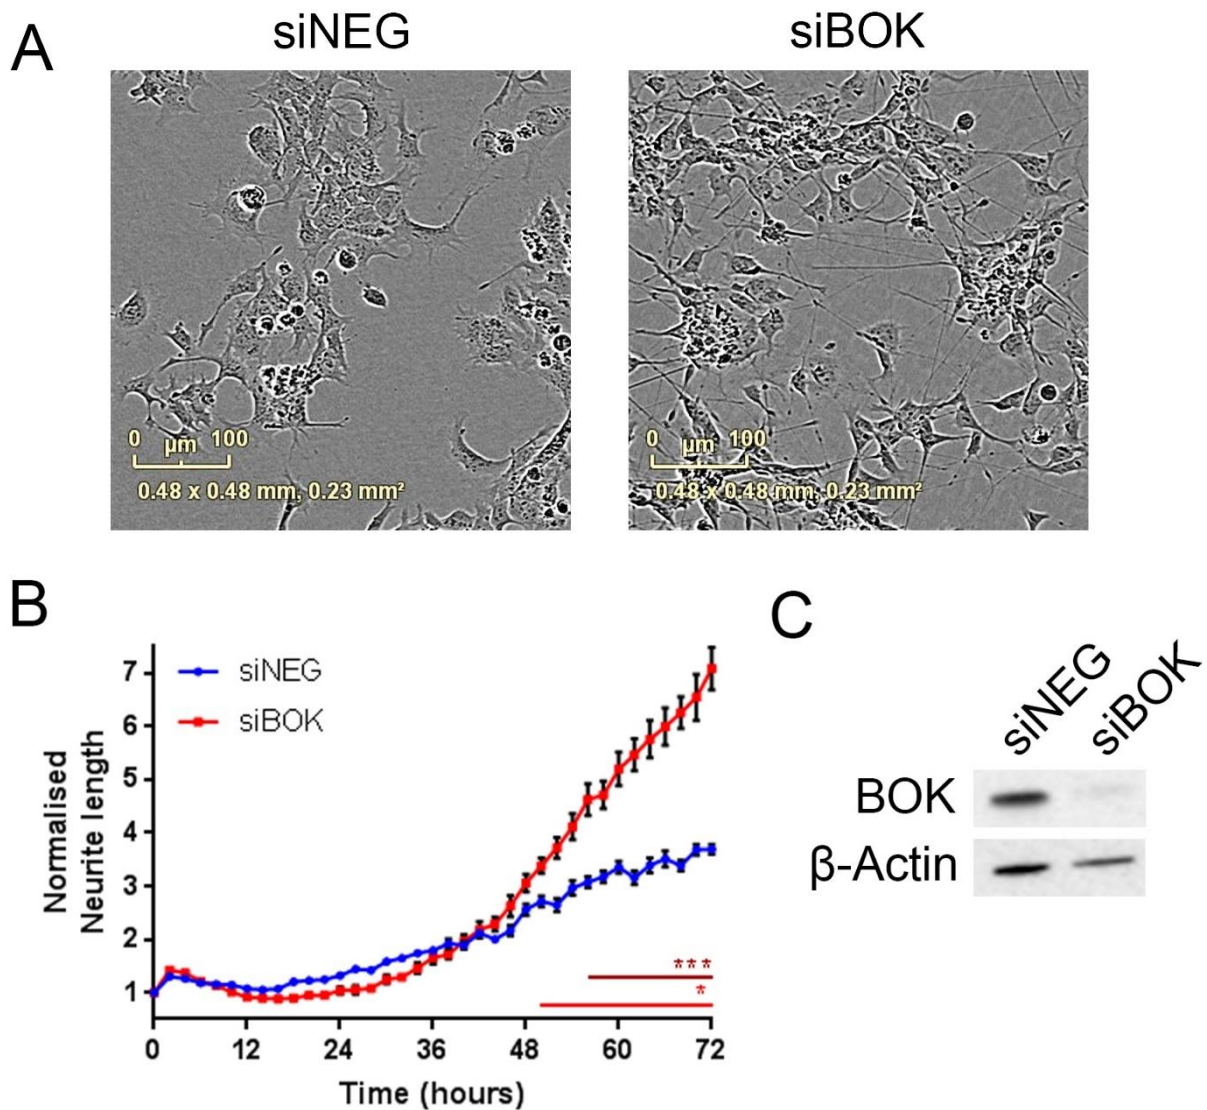 A
siNEG
siBOK
0 μm 100
0.48 x 0.48 mm, 0.23 mm²
0 μm 100
0.48 x 0.48 mm, 0.23 mm²
B
siNEG
siBOK
Normalised
Neurite length
7
6
5
4
3
2
1
***
*
0 12 24 36 48 60 72
Time (hours)
C
siNEG
siBOK
BOK
β-Actin